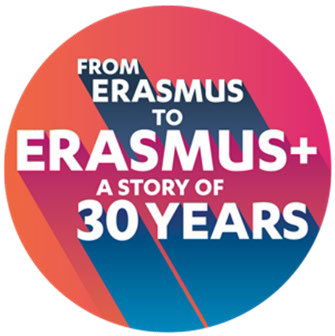 FROM
ERASMUS
TO
ERASMUS+
A STORY OF
30 YEARS